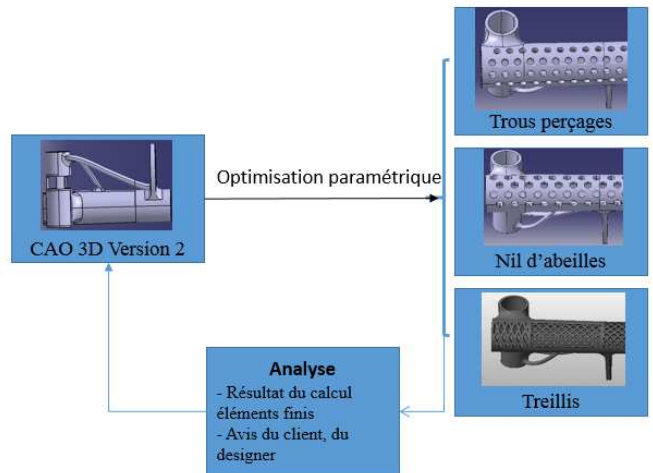 Trous perçages
Optimisation paramétrique
CAO 3D Version 2
Nil d'abeilles
Analyse
- Résultat du calcul
éléments finis
- Avis du client, du
designer
Treillis